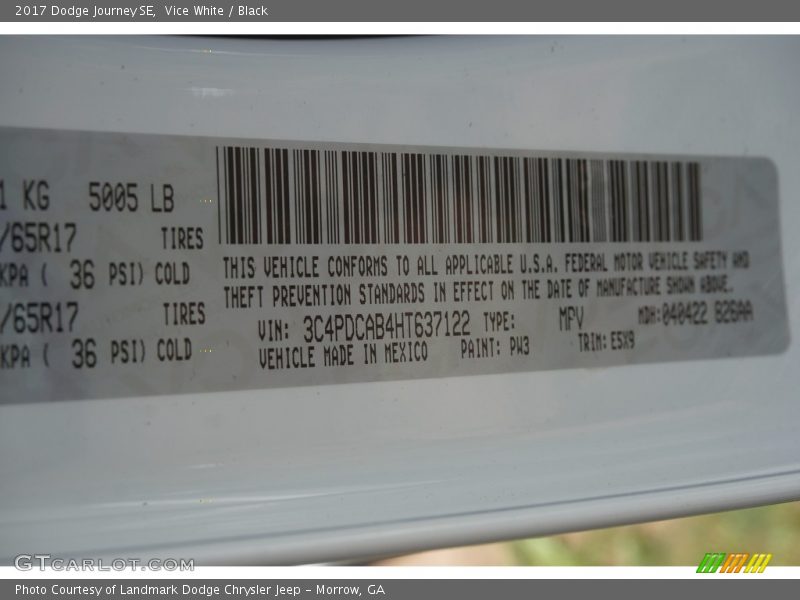 2017 Dodge Journey SE, Vice White / Black
1 KG 5005 LB
/65R17 TIRES
KPA ( 36 PSI) COLD
/65R17 TIRES
KPA ( 36 PSI) COLD
THIS VEHICLE CONFORMS TO ALL APPLICABLE U.S.A. FEDERAL MOTOR VEHICLE SAFETY AND
THEFT PREVENTION STANDARDS IN EFFECT ON THE DATE OF MANUFACTURE SHOWN ABOVE.
VIN: 3C4PDCAB4HT637122 TYPE: MPV MDH: 040422 B26AA
VEHICLE MADE IN MEXICO PAINT: PW3 TRIM: E5X9
GTCARLOT.COM
Photo Courtesy of Landmark Dodge Chrysler Jeep – Morrow, GA